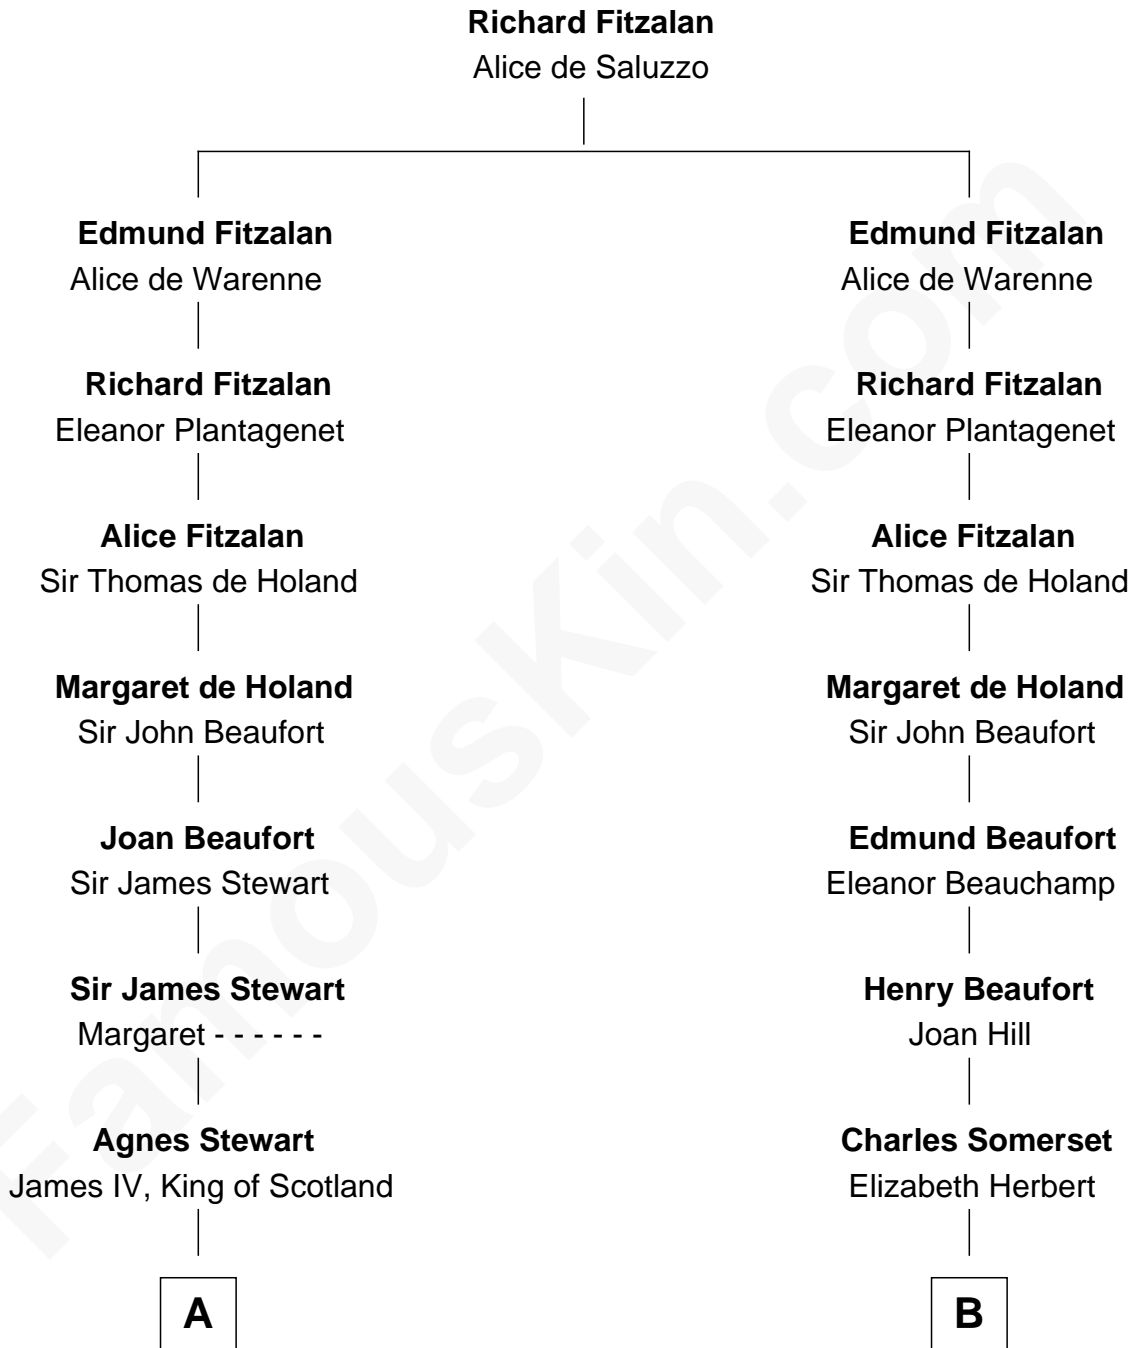 Richard Fitzalan
Alice de Saluzzo
Edmund Fitzalan
Alice de Warenne
Richard Fitzalan
Eleanor Plantagenet
Alice Fitzalan
Sir Thomas de Holand
Margaret de Holand
Sir John Beaufort
Joan Beaufort
Sir James Stewart
Sir James Stewart
Margaret - - - - - -
Agnes Stewart
James IV, King of Scotland
A
Edmund Fitzalan
Alice de Warenne
Richard Fitzalan
Eleanor Plantagenet
Alice Fitzalan
Sir Thomas de Holand
Margaret de Holand
Sir John Beaufort
Edmund Beaufort
Eleanor Beauchamp
Henry Beaufort
Joan Hill
Charles Somerset
Elizabeth Herbert
B
FamousKin.com